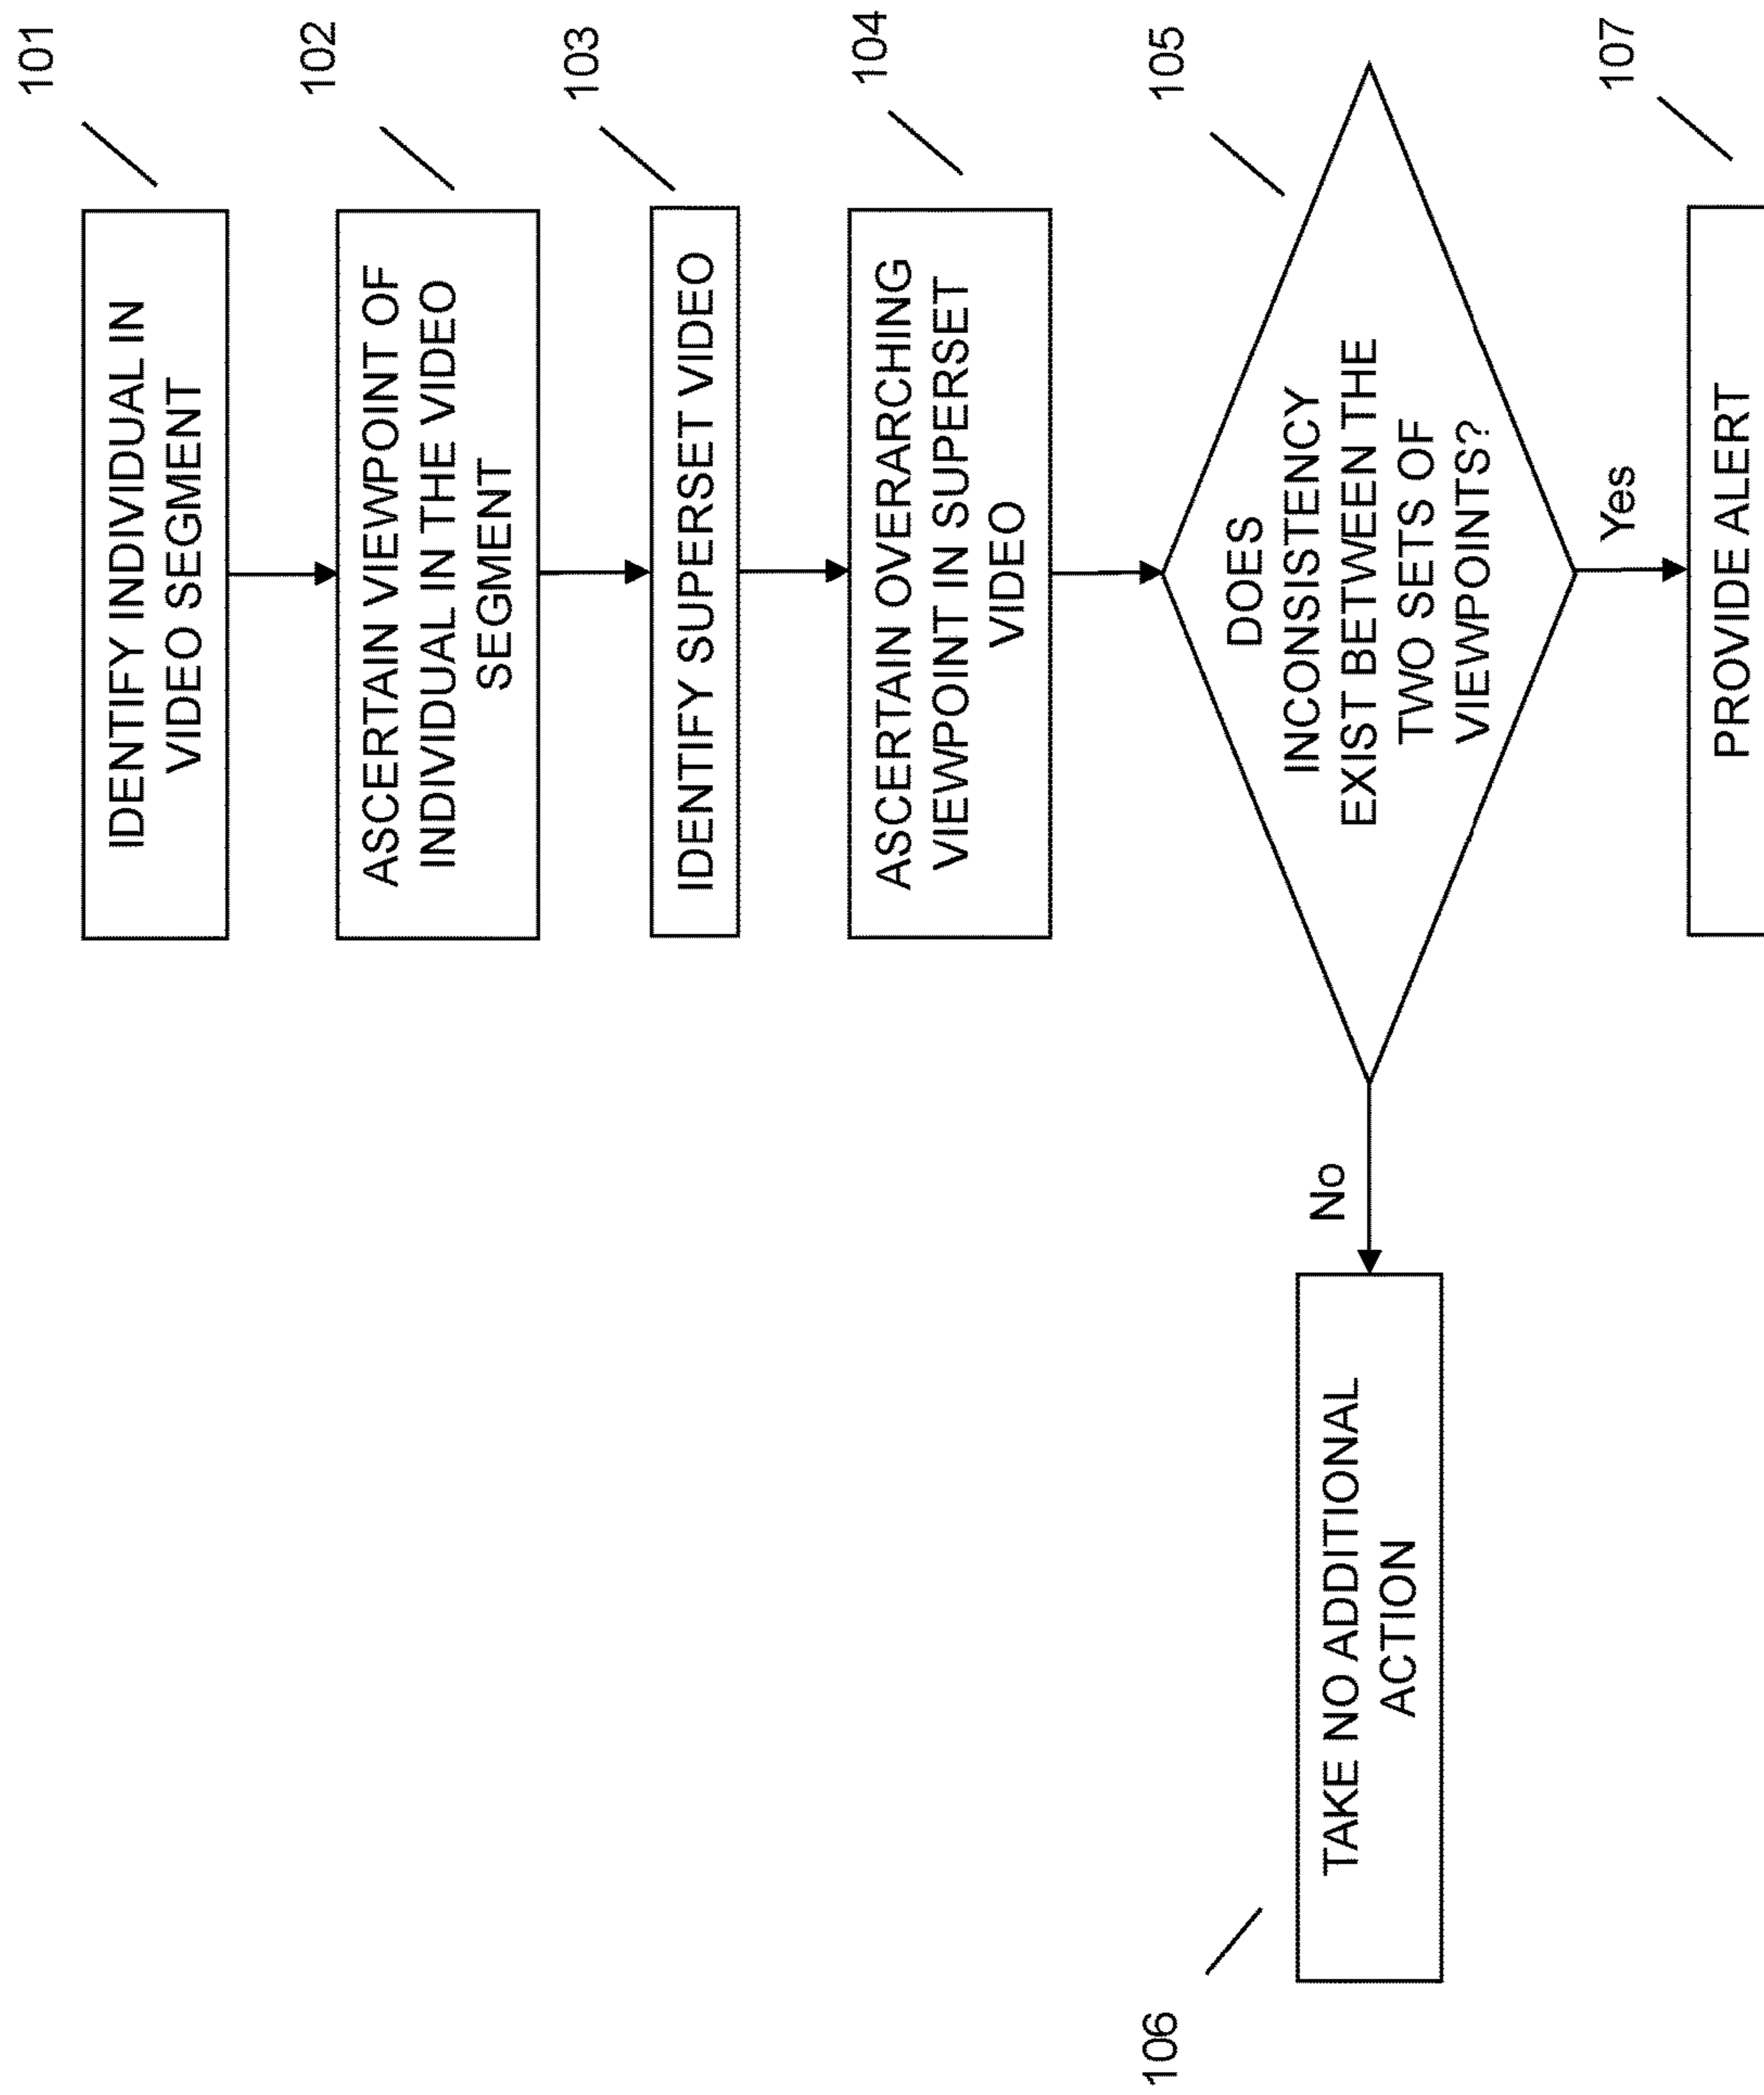 101
IDENTIFY INDIVIDUAL IN
VIDEO SEGMENT
102
ASCERTAIN VIEWPOINT OF
INDIVIDUAL IN THE VIDEO
SEGMENT
103
IDENTIFY SUPERSET VIDEO
104
ASCERTAIN OVERARCHING
VIEWPOINT IN SUPERSET
VIDEO
105
DOES
INCONSISTENCY
EXIST BETWEEN THE
TWO SETS OF
VIEWPOINTS?
No
106
TAKE NO ADDITIONAL
ACTION
Yes
107
PROVIDE ALERT